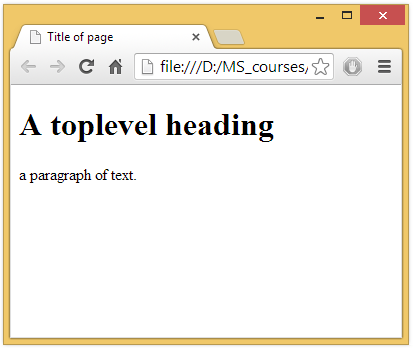 Title of page
file:///D:/MS_courses/
A toplevel heading
a paragraph of text.